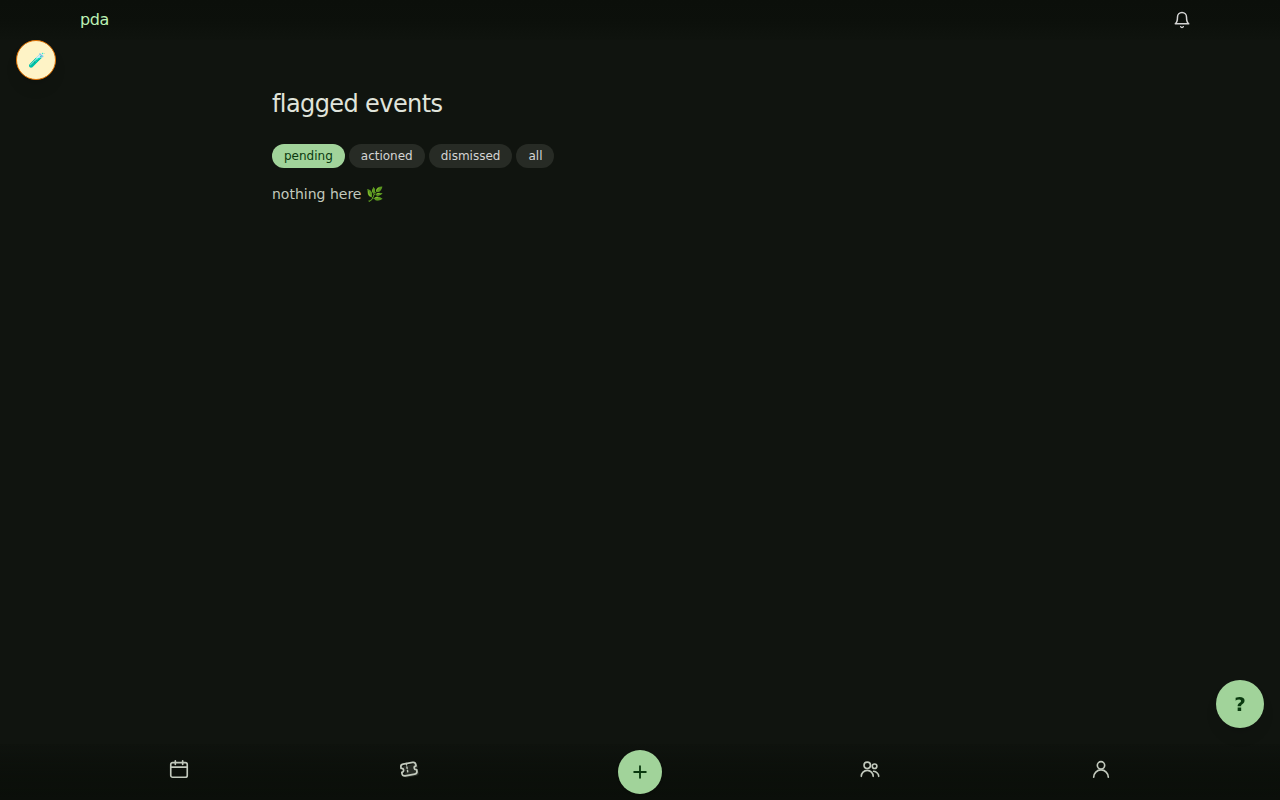 pda
flagged events
pending actioned dismissed all
nothing here 🌿
?